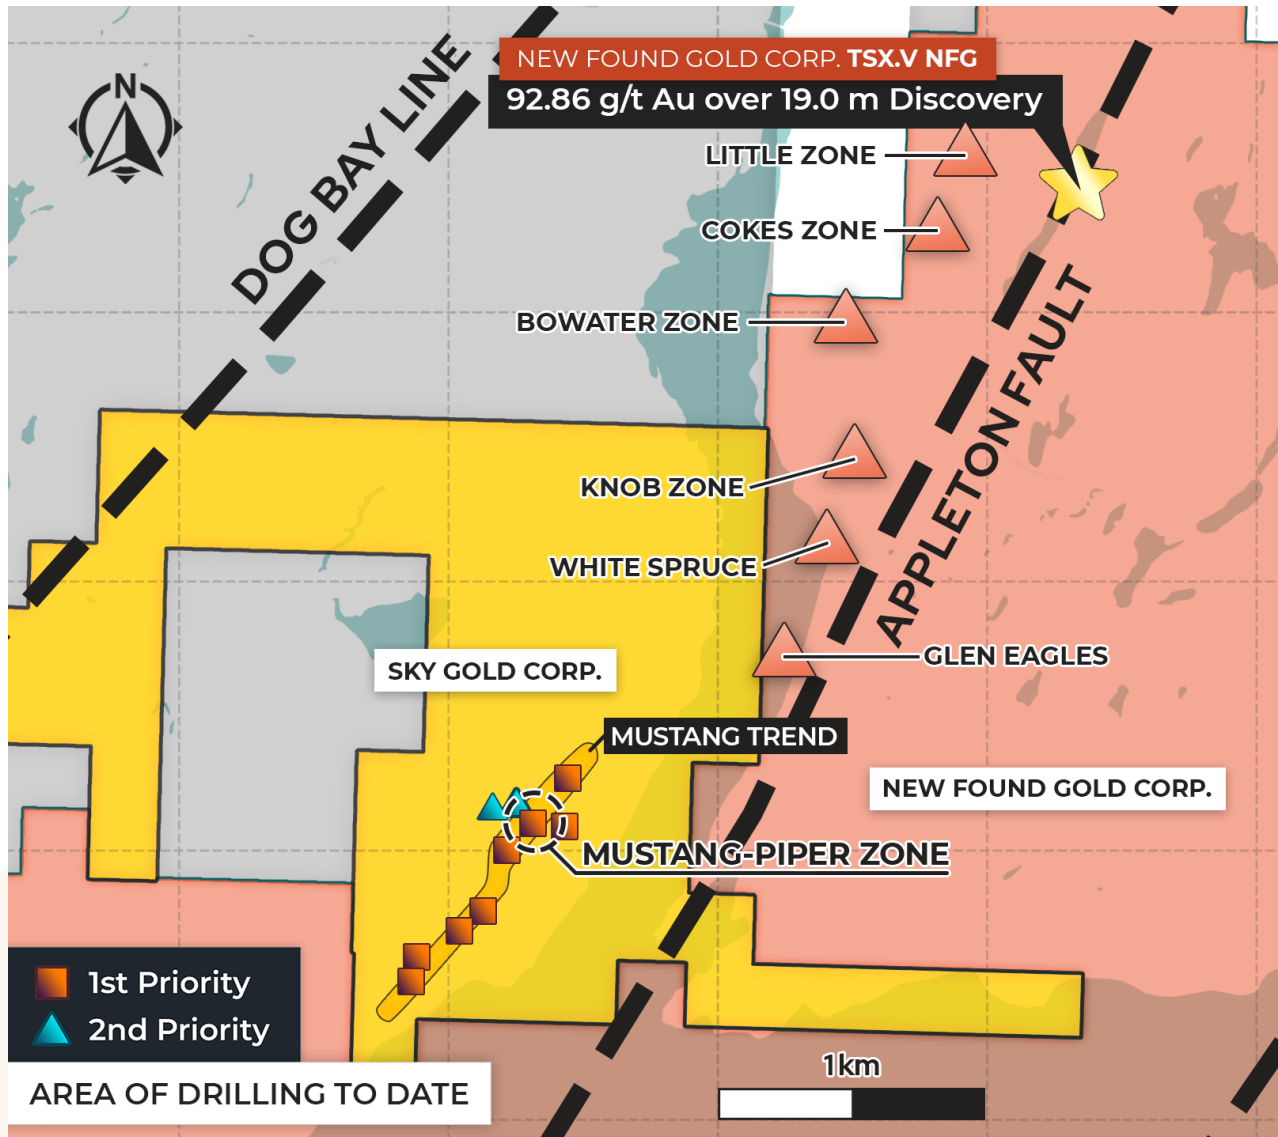 N
DOG BAY LINE
NEW FOUND GOLD CORP. TSX.V NFG
92.86 g/t Au over 19.0 m Discovery
LITTLE ZONE
COKES ZONE
BOWATER ZONE
APPLETON FAULT
KNOB ZONE
WHITE SPRUCE
GLEN EAGLES
SKY GOLD CORP.
MUSTANG TREND
NEW FOUND GOLD CORP.
MUSTANG-PIPER ZONE
1st Priority
2nd Priority
AREA OF DRILLING TO DATE
1km